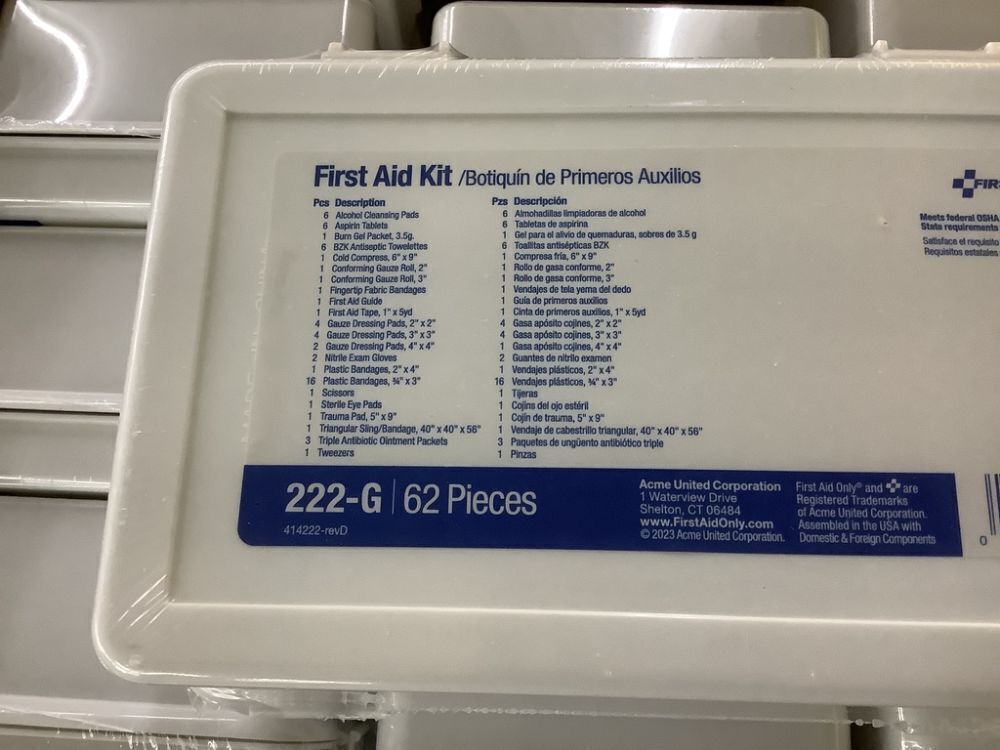 First Aid Kit /Botiquín de Primeros Auxilios
Pcs Description
6 Alcohol Cleansing Pads
6 Aspirin Tablets
1 Burn Gel Packet, 3.5g.
6 BZK Antiseptic Towelettes
1 Cold Compress, 6" x 9"
1 Conforming Gauze Roll, 2"
1 Conforming Gauze Roll, 3"
1 Fingertip Fabric Bandages
1 First Aid Guide
1 First Aid Tape, 1" x 5yd
4 Gauze Dressing Pads, 2" x 2"
4 Gauze Dressing Pads, 3" x 3"
2 Gauze Dressing Pads, 4" x 4"
2 Nitrile Exam Gloves
1 Plastic Bandages, 2" x 4"
16 Plastic Bandages, ¾" x 3"
1 Scissors
1 Sterile Eye Pads
1 Trauma Pad, 5" x 9"
1 Triangular Sling/Bandage, 40" x 40" x 56"
3 Triple Antibiotic Ointment Packets
1 Tweezers
Pzs Descripción
6 Almohadillas limpiadoras de alcohol
6 Tabletas de aspirina
1 Gel para el alivio de quemaduras, sobres de 3.5 g
6 Toallitas antisépticas BZK
1 Compresa fría, 6" x 9"
1 Rollo de gasa conforme, 2"
1 Rollo de gasa conforme, 3"
1 Vendajes de tela yema del dedo
1 Guía de primeros auxilios
1 Cinta de primeros auxilios, 1" x 5yd
4 Gasa apósito cojines, 2" x 2"
4 Gasa apósito cojines, 3" x 3"
1 Gasa apósito cojines, 4" x 4"
2 Guantes de nitrilo examen
1 Vendajes plásticos, 2" x 4"
16 Vendajes plásticos, ¾" x 3"
1 Tijeras
1 Cojins del ojo estéril
1 Cojín de trauma, 5" x 9"
1 Vendaje de cabestrillo triangular, 40" x 40" x 56"
3 Paquetes de ungüento antibiótico triple
1 Pinzas
FIRS
Meets federal OSHA
State requirements
Satisface el requisito
Requisitos estatales
222-G | 62 Pieces
414222-revD
Acme United Corporation
1 Waterview Drive
Shelton, CT 06484
www.FirstAidOnly.com
© 2023 Acme United Corporation.
First Aid Only® and are
Registered Trademarks
of Acme United Corporation.
Assembled in the USA with
Domestic & Foreign Components
0